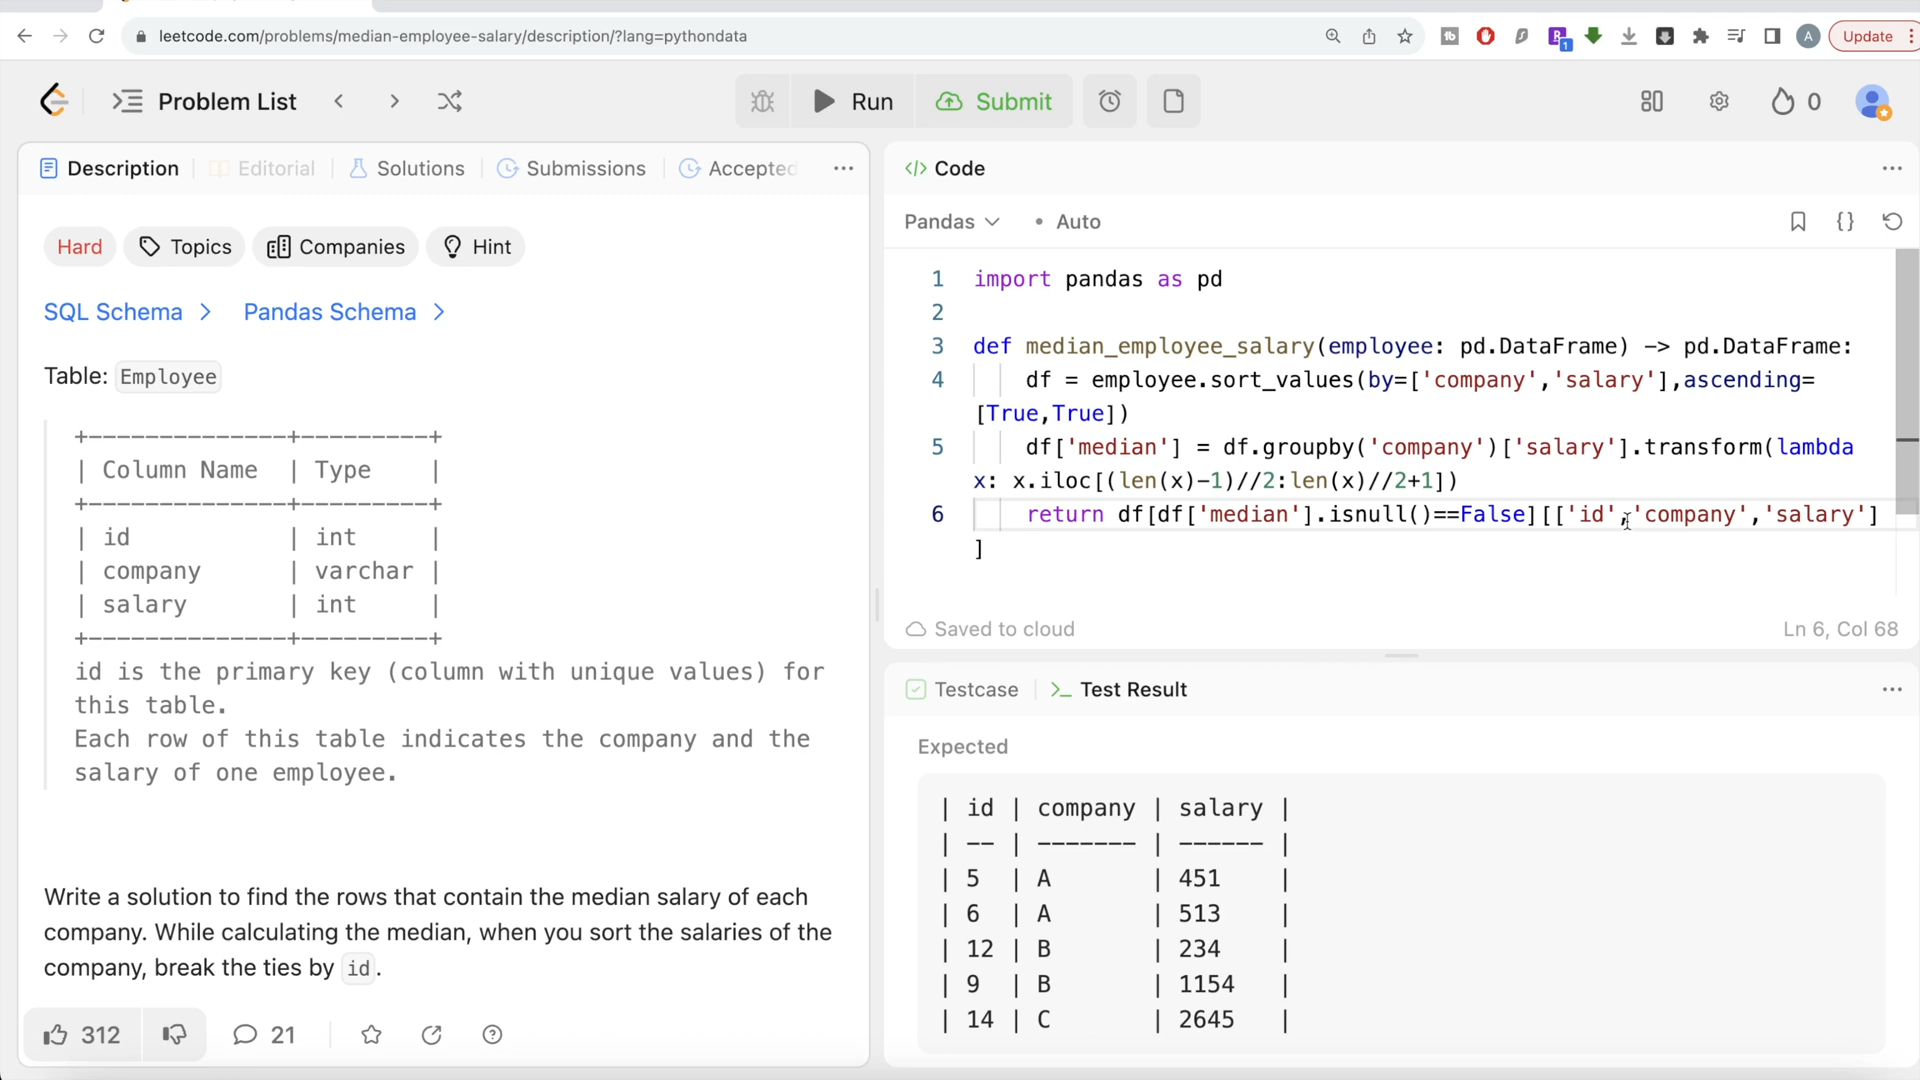 leetcode.com/problems/median-employee-salary/description/?lang=pythondata
1
A
Update
Problem List
Run
Submit
0
Description
Editorial
Solutions
Submissions
Accepted
Hard
Topics
Companies
Hint
SQL Schema
Pandas Schema
Table: Employee
+--------------+---------+
| Column Name  | Type    |
+--------------+---------+
| id           | int     |
| company      | varchar |
| salary       | int     |
+--------------+---------+
id is the primary key (column with unique values) for
this table.
Each row of this table indicates the company and the
salary of one employee.
Write a solution to find the rows that contain the median salary of each
company. While calculating the median, when you sort the salaries of the
company, break the ties by id.
312
21
</> Code
Pandas
• Auto
1 import pandas as pd
2
3 def median_employee_salary(employee: pd.DataFrame) -> pd.DataFrame:
4 df = employee.sort_values(by=['company','salary'],ascending=
[True,True])
5 df['median'] = df.groupby('company')['salary'].transform(lambda
x: x.iloc[(len(x)-1)//2:len(x)//2+1])
6 return df[df['median'].isnull()==False][['id','company','salary']
]
Saved to cloud
Ln 6, Col 68
Testcase
Test Result
Expected
| id | company | salary |
| -- | ------- | ------ |
| 5  | A       | 451    |
| 6  | A       | 513    |
| 12 | B       | 234    |
| 9  | B       | 1154   |
| 14 | C       | 2645   |